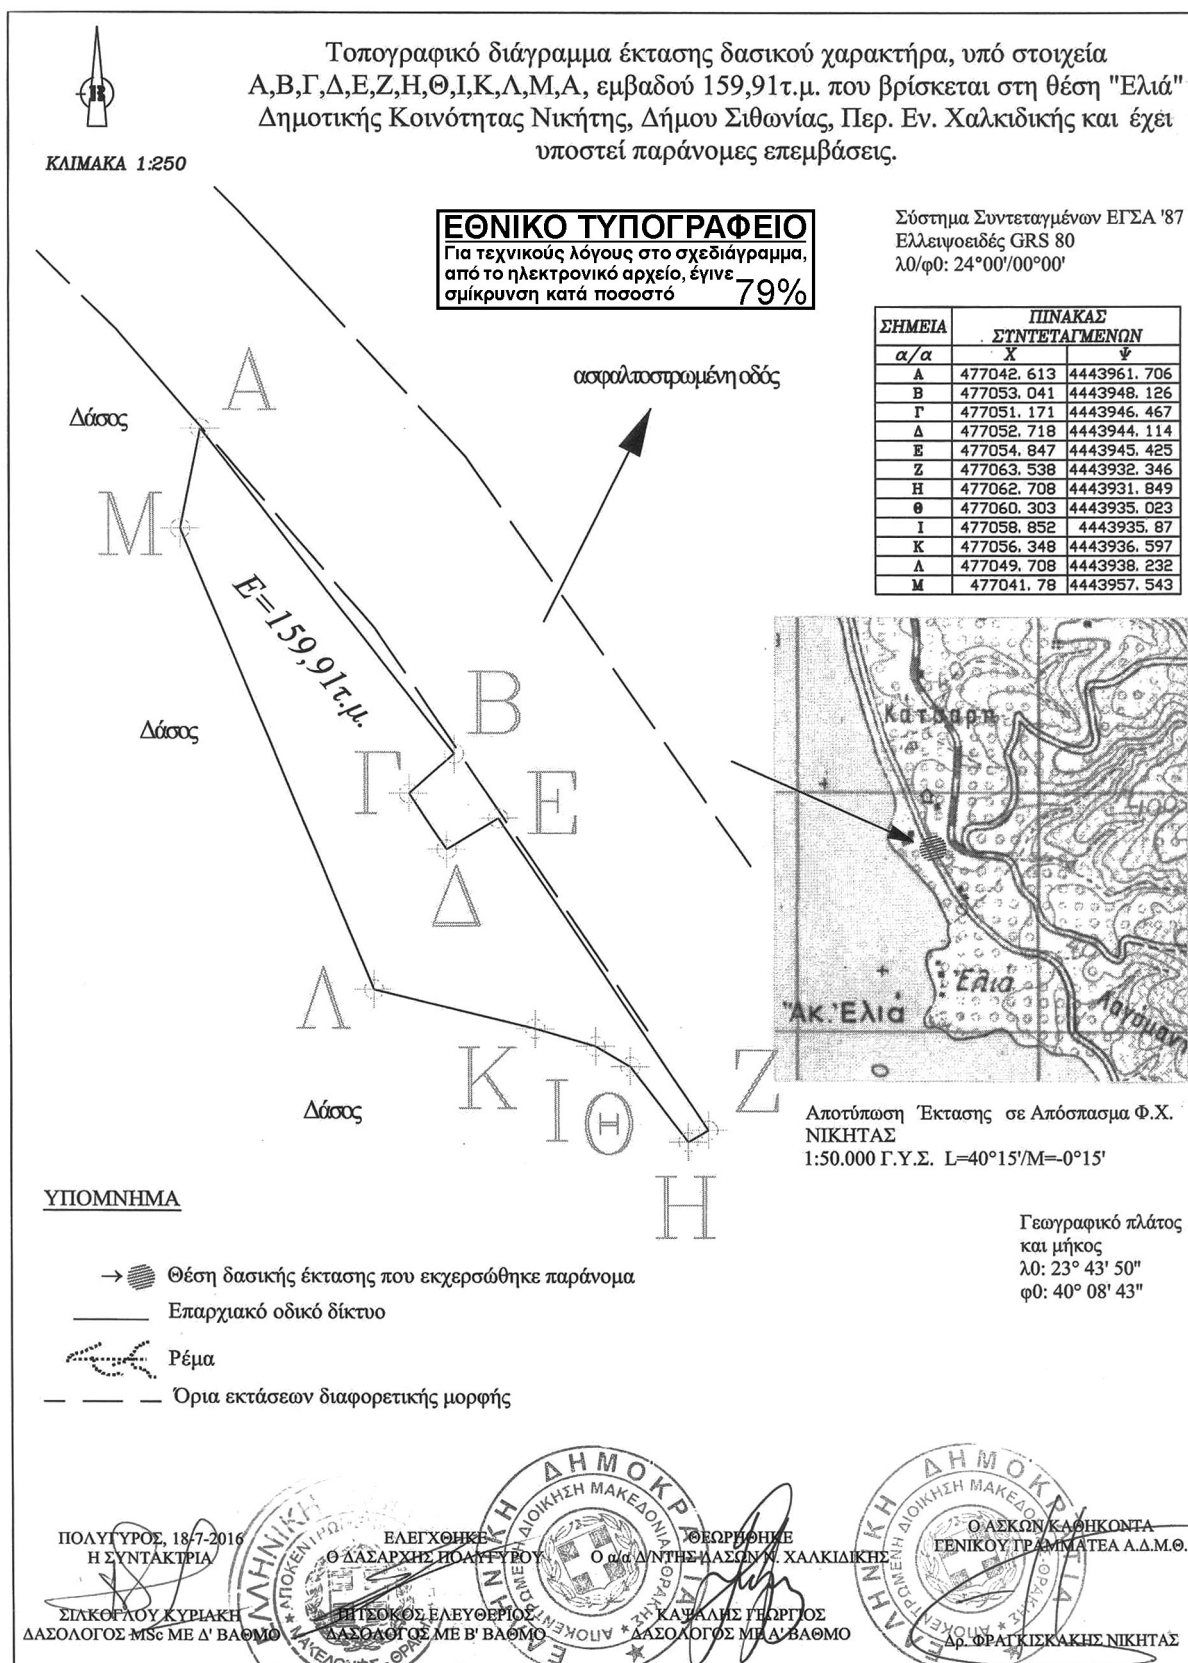 Τοπογραφικό διάγραμμα έκτασης δασικού χαρακτήρα, υπό στοιχεία
Α,Β,Γ,Δ,Ε,Ζ,Η,Θ,Ι,Κ,Λ,Μ,Α, εμβαδού 159,91τ.μ. που βρίσκεται στη θέση "Ελιά"
Δημοτικής Κοινότητας Νικήτης, Δήμου Σιθωνίας, Περ. Εν. Χαλκιδικής και έχει
υποστεί παράνομες επεμβάσεις.
ΚΛΙΜΑΚΑ 1:250
ΕΘΝΙΚΟ ΤΥΠΟΓΡΑΦΕΙΟ
Για τεχνικούς λόγους στο σχεδιάγραμμα,
από το ηλεκτρονικό αρχείο, έγινε
σμίκρυνση κατά ποσοστό 79%
Σύστημα Συντεταγμένων ΕΓΣΑ '87
Ελλειψοειδές GRS 80
λ0/φ0: 24°00'/00°00'
ΣΗΜΕΙΑ ΠΙΝΑΚΑΣ
ΣΥΝΤΕΤΑΓΜΕΝΩΝ
α/α Χ Ψ
Α 477042.613 4443961.706
Β 477053.041 4443948.126
Γ 477051.171 4443946.467
Δ 477052.718 4443944.114
Ε 477054.847 4443945.425
Ζ 477063.538 4443932.346
Η 477062.708 4443931.849
Θ 477060.303 4443935.023
Ι 477058.852 4443935.87
Κ 477056.348 4443936.597
Λ 477049.708 4443938.232
Μ 477041.78 4443957.543
ασφαλτοστρωμένη οδός
Α
Δάσος
Μ
Ε=159,91τ.μ.
Β
Δάσος
Γ
Ε
Δ
Λ
Κ
Ι
Θ
Ζ
Δάσος
Η
Κατσαρη
400
Ἐλιά
Ἀκ. Ἐλιά
Αποτύπωση Έκτασης σε Απόσπασμα Φ.Χ.
ΝΙΚΗΤΑΣ
1:50.000 Γ.Υ.Σ. L=40°15'/M=-0°15'
Γεωγραφικό πλάτος
και μήκος
λ0: 23° 43' 50"
φ0: 40° 08' 43"
ΥΠΟΜΝΗΜΑ
Θέση δασικής έκτασης που εκχερσώθηκε παράνομα
Επαρχιακό οδικό δίκτυο
Ρέμα
Όρια εκτάσεων διαφορετικής μορφής
ΠΟΛΥΓΥΡΟΣ, 18-7-2016
Η ΣΥΝΤΑΚΤΡΙΑ
ΣΙΛΚΟΓΛΟΥ ΚΥΡΙΑΚΗ
ΔΑΣΟΛΟΓΟΣ MSc ΜΕ Δ' ΒΑΘΜΟ
ΕΛΕΓΧΘΗΚΕ
Ο ΔΑΣΑΡΧΗΣ ΠΟΛΥΓΥΡΟΥ
ΠΙΤΣΟΚΟΣ ΕΛΕΥΘΕΡΙΟΣ
ΔΑΣΟΛΟΓΟΣ ΜΕ Β' ΒΑΘΜΟ
ΘΕΩΡΗΘΗΚΕ
Ο α/α Δ/ΝΤΗΣ ΔΑΣΩΝ Ν. ΧΑΛΚΙΔΙΚΗΣ
ΚΑΨΑΛΗΣ ΓΕΩΡΓΙΟΣ
ΔΑΣΟΛΟΓΟΣ ΜΕ Α' ΒΑΘΜΟ
Ο ΑΣΚΩΝ ΚΑΘΗΚΟΝΤΑ
ΓΕΝΙΚΟΥ ΓΡΑΜΜΑΤΕΑ Α.Δ.Μ.Θ.
Δρ. ΦΡΑΓΚΙΣΚΑΚΗΣ ΝΙΚΗΤΑΣ